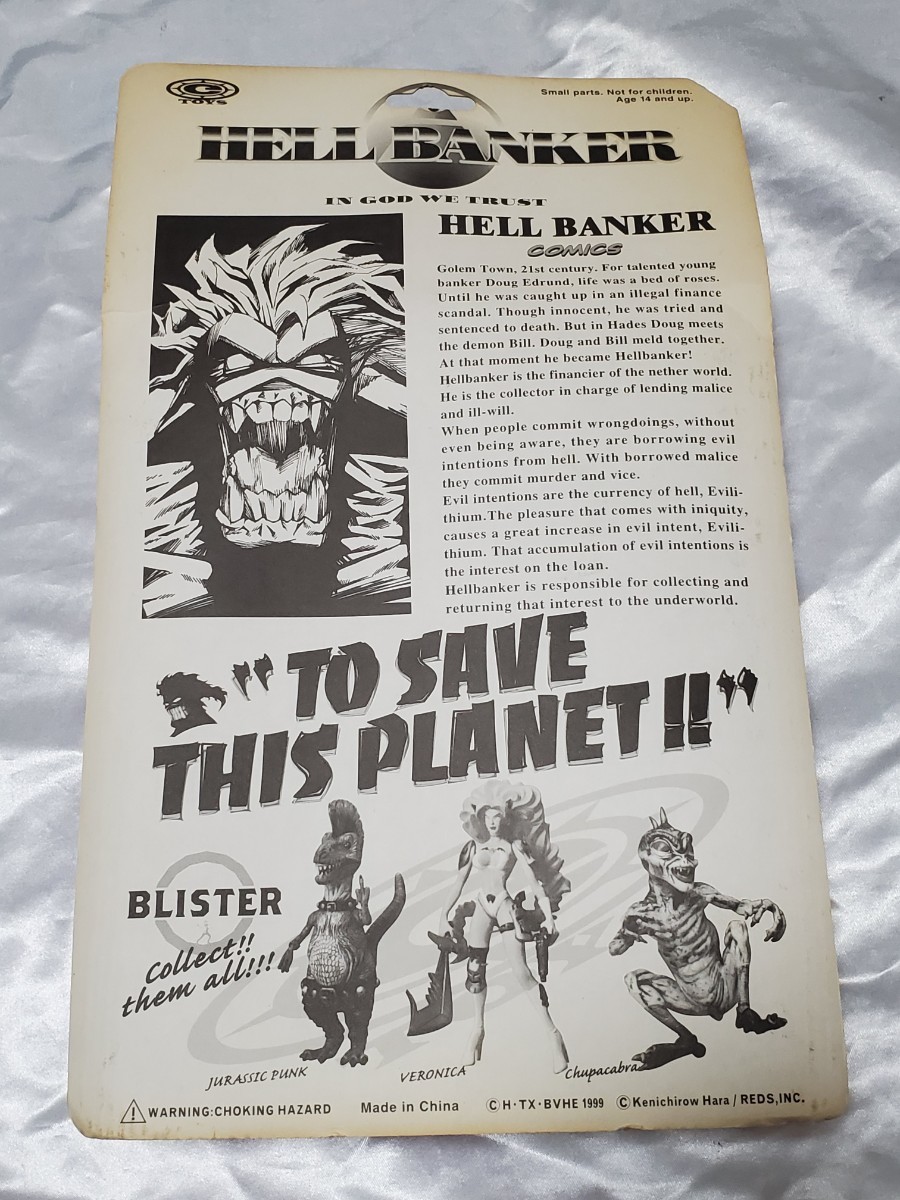 G
TOYS
Small parts. Not for children.
Age 14 and up.
HELL BANKER
IN GOD WE TRUST
HELL BANKER
COMICS
Golem Town, 21st century. For talented young
banker Doug Edrund, life was a bed of roses.
Until he was caught up in an illegal finance
scandal. Though innocent, he was tried and
sentenced to death. But in Hades Doug meets
the demon Bill. Doug and Bill meld together.
At that moment he became Hellbanker!
Hellbanker is the financier of the nether world.
He is the collector in charge of lending malice
and ill-will.
When people commit wrongdoings, without
even being aware, they are borrowing evil
intentions from hell. With borrowed malice
they commit murder and vice.
Evil intentions are the currency of hell, Evili-
thium.The pleasure that comes with iniquity,
causes a great increase in evil intent, Evili-
thium. That accumulation of evil intentions is
the interest on the loan.
Hellbanker is responsible for collecting and
returning that interest to the underworld.
"TO SAVE
THIS PLANET!!"
BLISTER
Collect!!
them all!!!
JURASSIC PUNK
VERONICA
Chupacabra
WARNING:CHOKING HAZARD Made in China ©H·TX·BVHE 1999 ©Kenichirow Hara / REDS,INC.